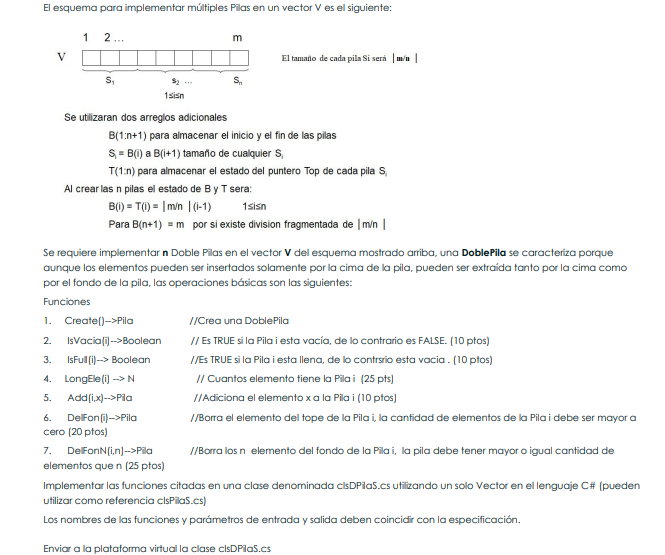 El esquema para implementar múltiples Pilas en un vector V es el siguiente:
1 2 ... m
V
El tamaño de cada pila Si será ⌊m/n⌋
S₁ s₂ ... Sₙ
1≤i≤n
Se utilizaran dos arreglos adicionales
B(1:n+1) para almacenar el inicio y el fin de las pilas
Sᵢ = B(i) a B(i+1) tamaño de cualquier Sᵢ
T(1:n) para almacenar el estado del puntero Top de cada pila Sᵢ
Al crear las n pilas el estado de B y T sera:
B(i) = T(i) = ⌊m/n⌋(i-1) 1≤i≤n
Para B(n+1) = m por si existe division fragmentada de ⌊m/n⌋
Se requiere implementar n Doble Pilas en el vector V del esquema mostrado arriba, una DoblePila se caracteriza porque
aunque los elementos pueden ser insertados solamente por la cima de la pila, pueden ser extraída tanto por la cima como
por el fondo de la pila, las operaciones básicas son las siguientes:
Funciones
1. Create()-->Pila //Crea una DoblePila
2. IsVacia(i)-->Boolean // Es TRUE si la Pila i esta vacía, de lo contrario es FALSE. (10 ptos)
3. IsFull(i)--> Boolean //Es TRUE si la Pila i esta llena, de lo contrsrio esta vacia . (10 ptos)
4. LongEle(i) --> N // Cuantos elemento tiene la Pila i (25 pts)
5. Add(i,x)-->Pila //Adiciona el elemento x a la Pila i (10 ptos)
6. DelFon(i)-->Pila //Borra el elemento del tope de la Pila i, la cantidad de elementos de la Pila i debe ser mayor a
cero (20 ptos)
7. DelFonN(i,n)-->Pila //Borra los n elemento del fondo de la Pila i, la pila debe tener mayor o igual cantidad de
elementos que n (25 ptos)
Implementar las funciones citadas en una clase denominada clsDPilaS.cs utilizando un solo Vector en el lenguaje C# (pueden
utilizar como referencia clsPilaS.cs)
Los nombres de las funciones y parámetros de entrada y salida deben coincidir con la especificación.
Enviar a la plataforma virtual la clase clsDPilaS.cs